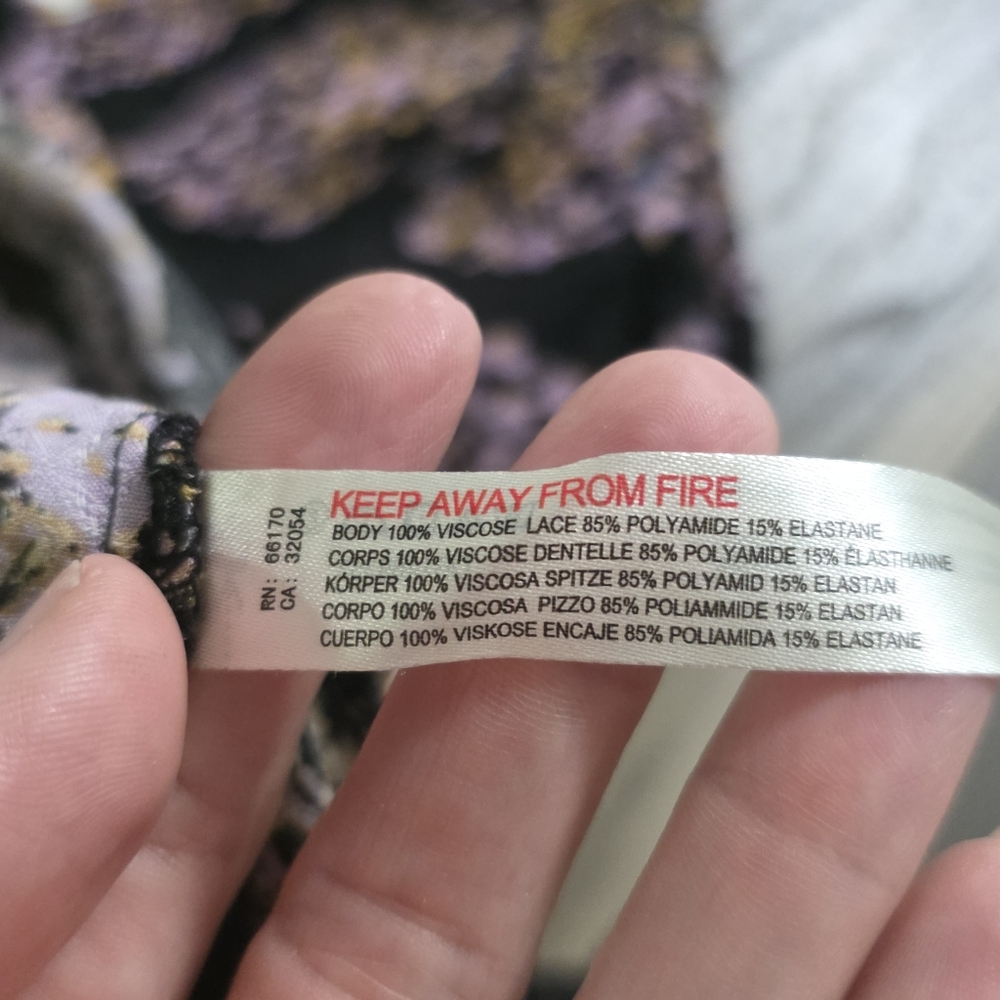 RN: 66170
CA: 32054
KEEP AWAY FROM FIRE
BODY 100% VISCOSE LACE 85% POLYAMIDE 15% ELASTANE
CORPS 100% VISCOSE DENTELLE 85% POLYAMIDE 15% ÉLASTHANNE
KÓRPER 100% VISCOSA SPITZE 85% POLYAMID 15% ELASTAN
CORPO 100% VISCOSA PIZZO 85% POLIAMMIDE 15% ELASTAN
CUERPO 100% VISKOSE ENCAJE 85% POLIAMIDA 15% ELASTANE